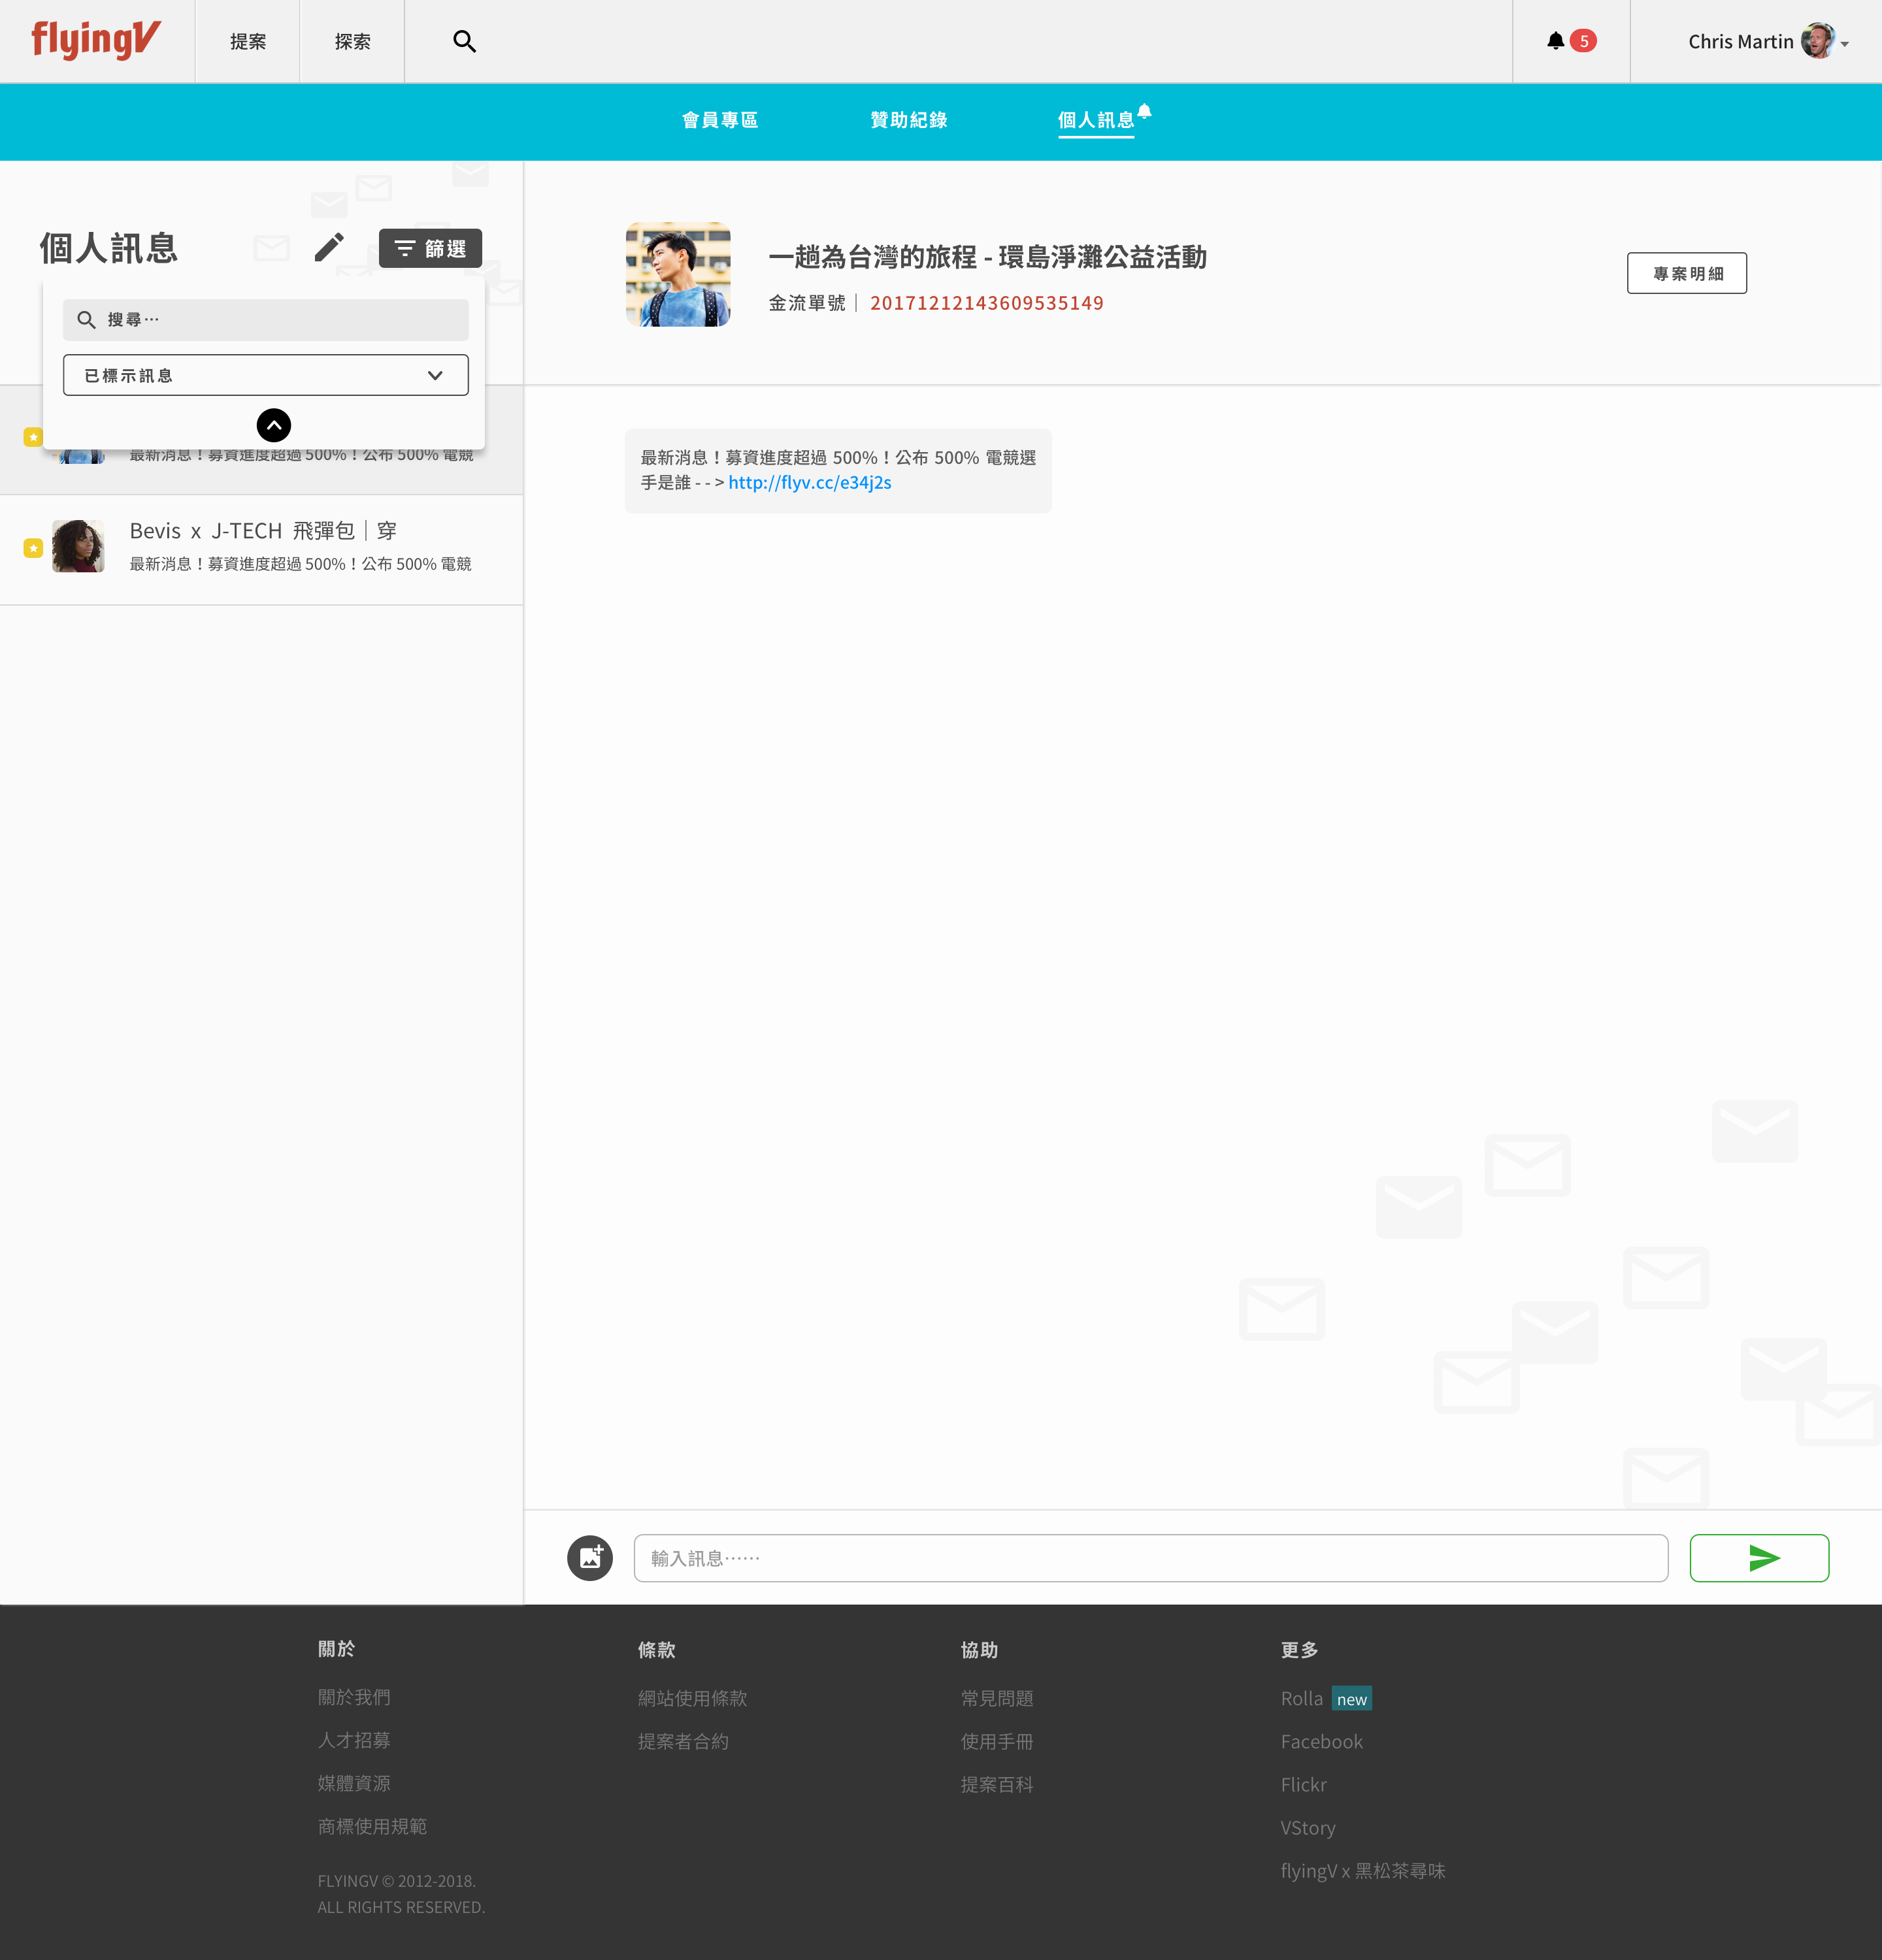 flyingV
提案
探索
5
Chris Martin
會員專區
贊助紀錄
個人訊息
個人訊息
篩選
搜尋…
已標示訊息
最新消息！募資進度超過 500%！公布 500% 電競
Bevis x J-TECH 飛彈包｜穿
最新消息！募資進度超過 500%！公布 500% 電競
一趟為台灣的旅程 - 環島淨灘公益活動
金流單號｜ 20171212143609535149
專案明細
最新消息！募資進度超過 500%！公布 500% 電競選
手是誰 - - > http://flyv.cc/e34j2s
輸入訊息……
關於
關於我們
人才招募
媒體資源
商標使用規範
FLYINGV © 2012-2018.
ALL RIGHTS RESERVED.
條款
網站使用條款
提案者合約
協助
常見問題
使用手冊
提案百科
更多
Rolla new
Facebook
Flickr
VStory
flyingV x 黑松茶尋味